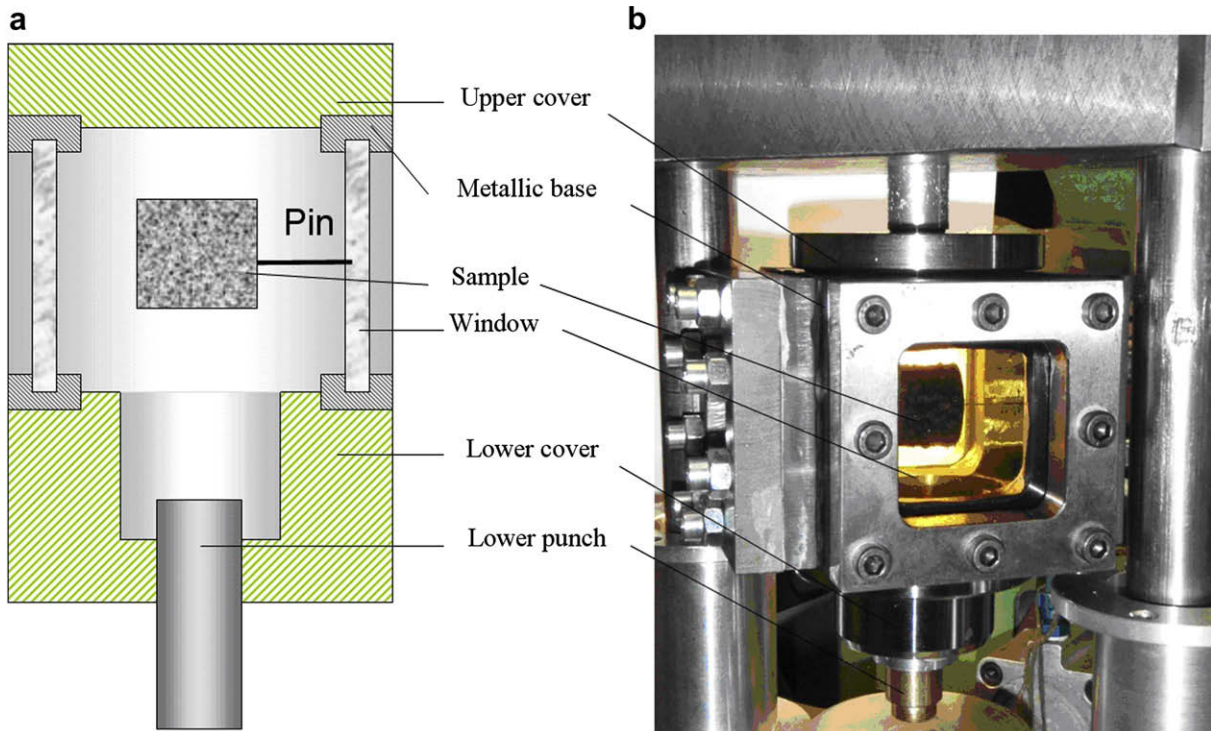 a
b
Upper cover
Metallic base
Pin
Sample
Window
Lower cover
Lower punch